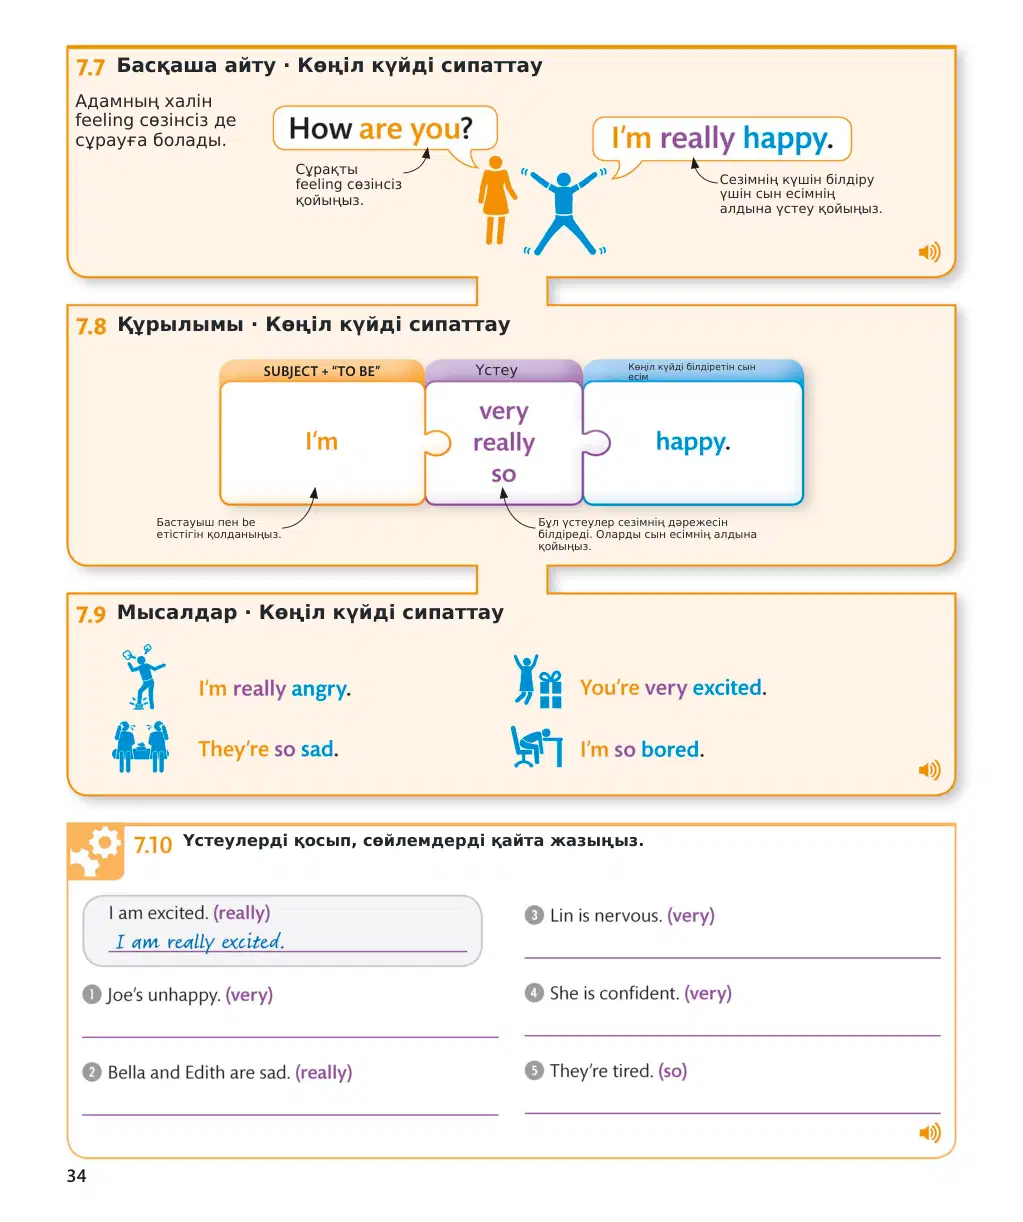 7.7 Басқаша айту · Көңіл күйді сипаттау
Адамның халін
feeling сөзінсіз де
сұрауға болады.
How are you?
I'm really happy.
Сұрақты
feeling сөзінсіз
қойыңыз.
Сезімнің күшін білдіру
үшін сын есімнің
алдына үстеу қойыңыз.
7.8 Құрылымы · Көңіл күйді сипаттау
SUBJECT + “TO BE”
Үстеу
Көңіл күйді білдіретін сын
есім
I'm
very
really
so
happy.
Бастауыш пен be
етістігін қолданыңыз.
Бұл үстеулер сезімнің дәрежесін
білдіреді. Оларды сын есімнің алдына
қойыңыз.
7.9 Мысалдар · Көңіл күйді сипаттау
I'm really angry.
You're very excited.
They're so sad.
I'm so bored.
7.10 Үстеулерді қосып, сөйлемдерді қайта жазыңыз.
I am excited. (really)
I am really excited.
1 Joe's unhappy. (very)
2 Bella and Edith are sad. (really)
3 Lin is nervous. (very)
4 She is confident. (very)
5 They're tired. (so)
34